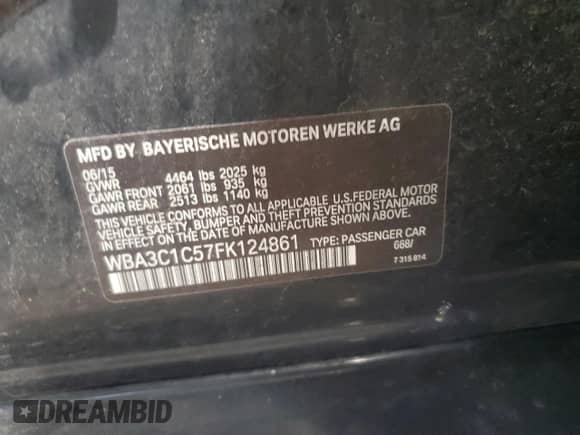 MFD BY BAYERISCHE MOTOREN WERKE AG
06/15
GVWR 4464 lbs 2025 kg
GAWR FRONT 2061 lbs 935 kg
GAWR REAR 2513 lbs 1140 kg
THIS VEHICLE CONFORMS TO ALL APPLICABLE U.S.FEDERAL MOTOR
VEHICLE SAFETY, BUMPER AND THEFT PREVENTION STANDARDS
IN EFFECT ON THE DATE OF MANUFACTURE SHOWN ABOVE.
WBA3C1C57FK124861 TYPE: PASSENGER CAR
668/
7 315 614
DREAMBID